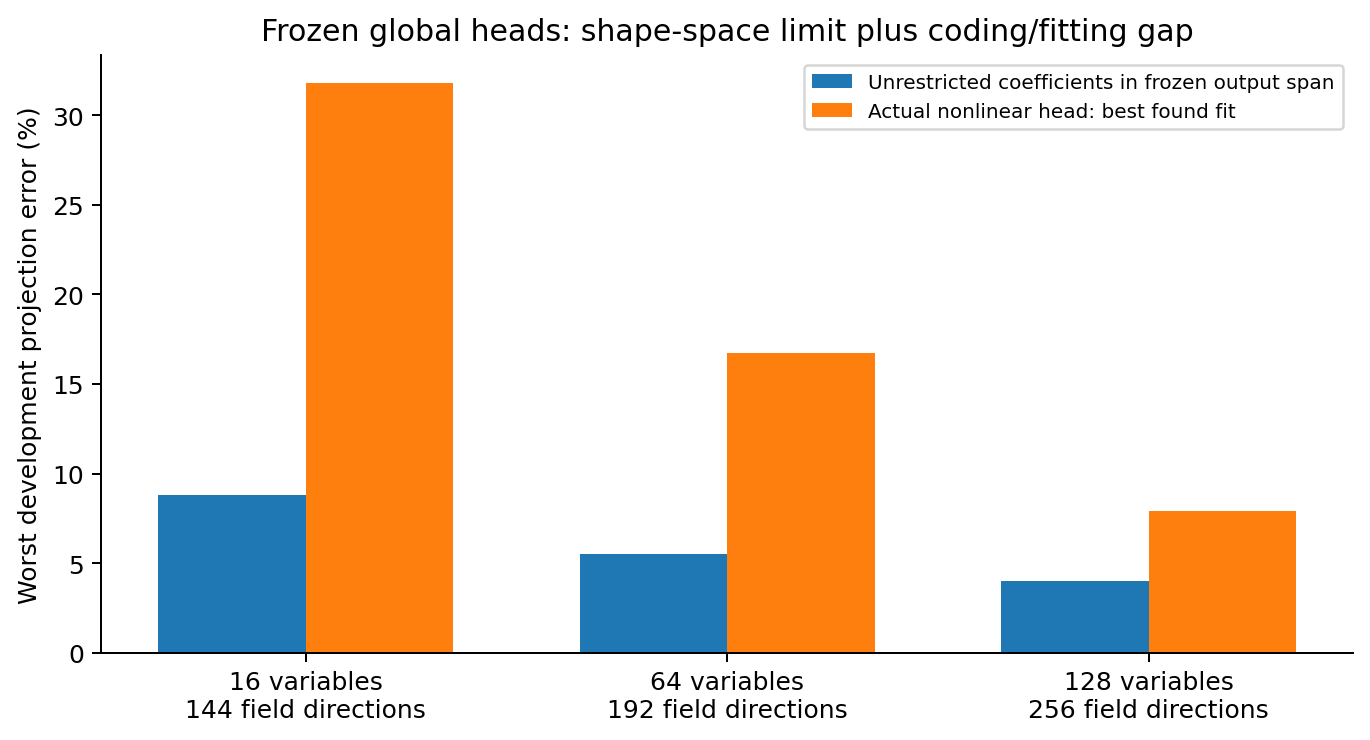 Frozen global heads: shape-space limit plus coding/fitting gap
Unrestricted coefficients in frozen output span
Actual nonlinear head: best found fit
Worst development projection error (%)
30
25
20
15
10
5
0
16 variables
144 field directions
64 variables
192 field directions
128 variables
256 field directions